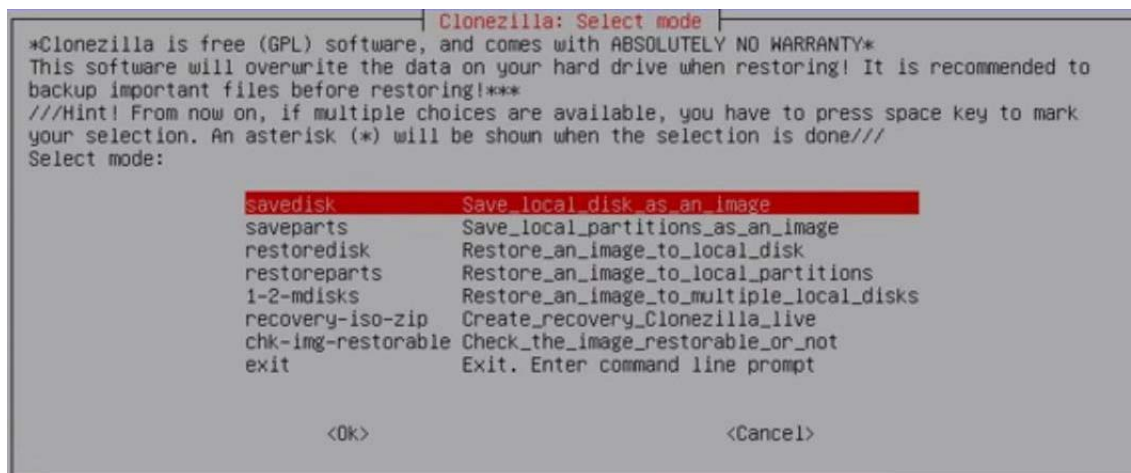 Clonezilla: Select mode
*Clonezilla is free (GPL) software, and comes with ABSOLUTELY NO WARRANTY*
This software will overwrite the data on your hard drive when restoring! It is recommended to
backup important files before restoring!***
///Hint! From now on, if multiple choices are available, you have to press space key to mark
your selection. An asterisk (*) will be shown when the selection is done///
Select mode:
savedisk Save_local_disk_as_an_image
saveparts Save_local_partitions_as_an_image
restoredisk Restore_an_image_to_local_disk
restoreparts Restore_an_image_to_local_partitions
1-2-mdisks Restore_an_image_to_multiple_local_disks
recovery-iso-zip Create_recovery_Clonezilla_live
chk-img-restorable Check_the_image_restorable_or_not
exit Exit. Enter command line prompt
<Ok> <Cancel>